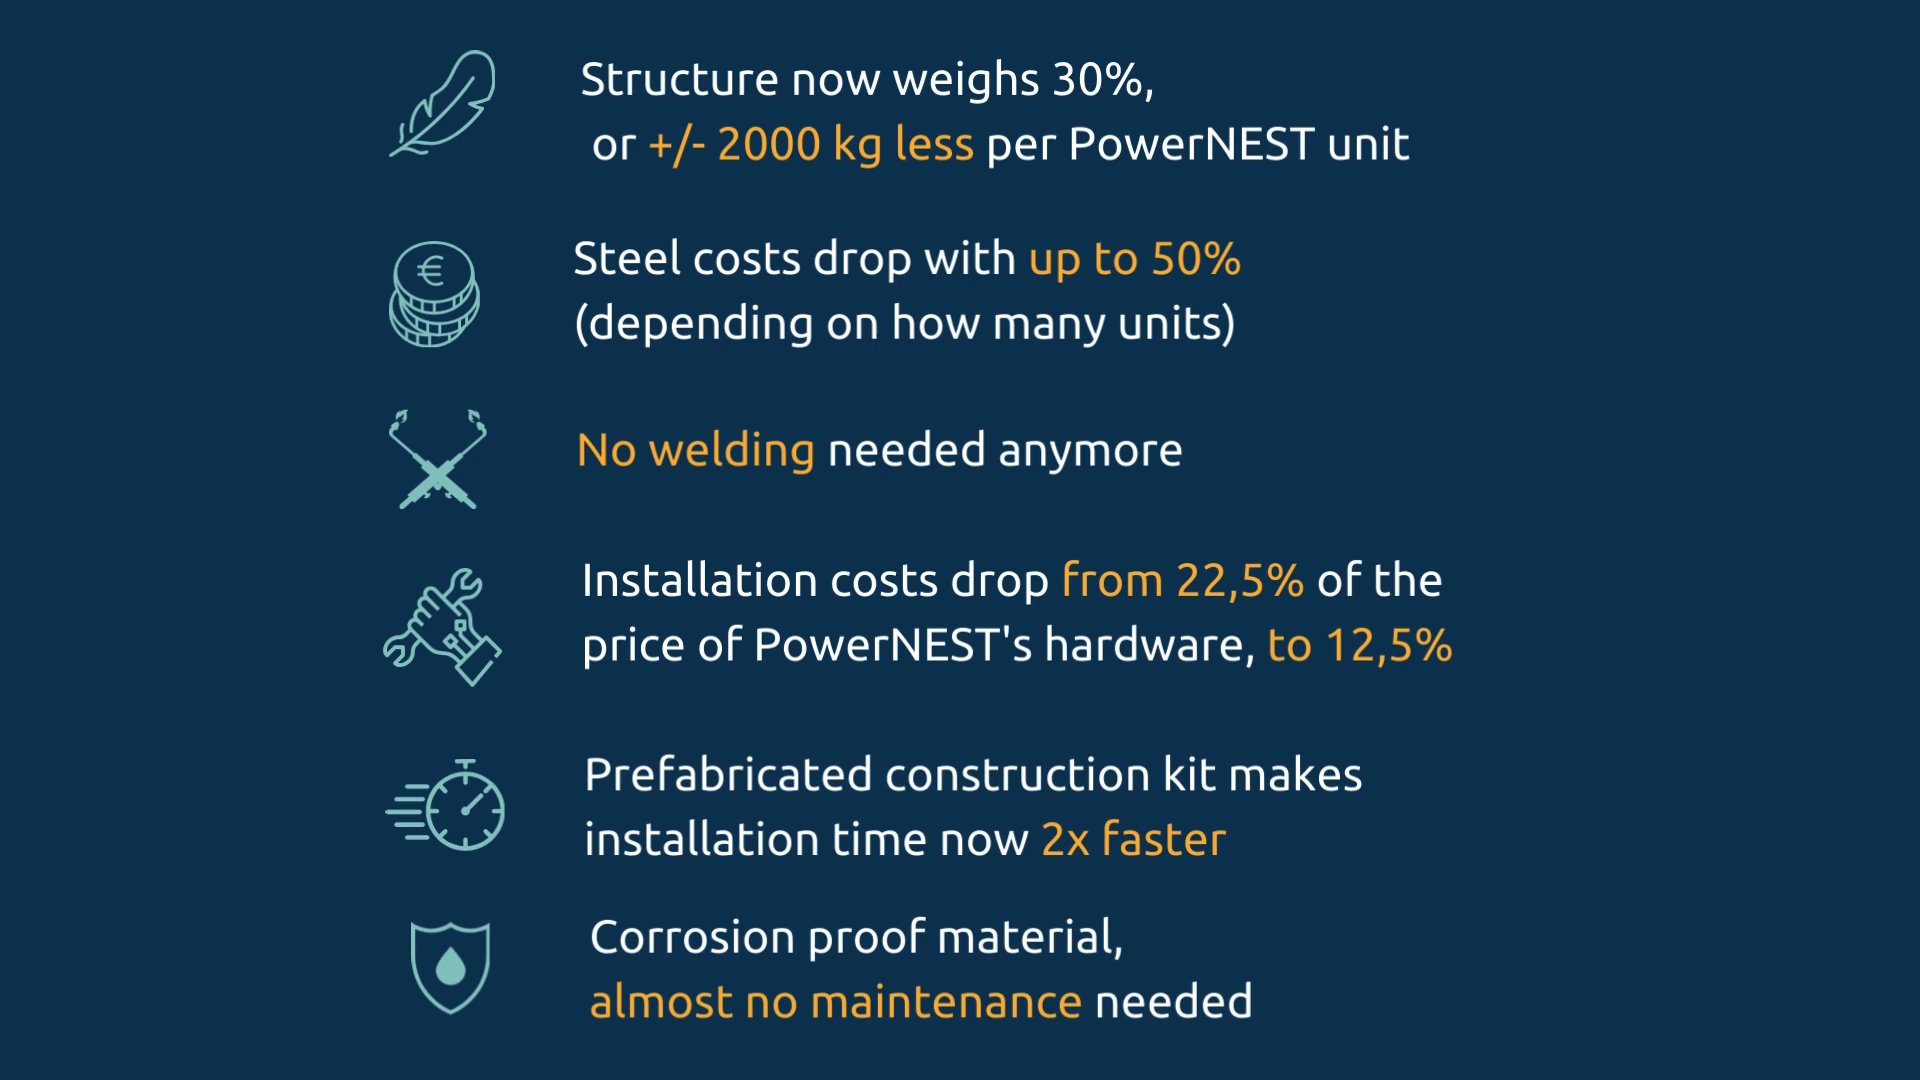 Structure now weighs 30%,
or +/- 2000 kg less per PowerNEST unit
€
Steel costs drop with up to 50%
(depending on how many units)
No welding needed anymore
Installation costs drop from 22,5% of the
price of PowerNEST's hardware, to 12,5%
Prefabricated construction kit makes
installation time now 2x faster
Corrosion proof material,
almost no maintenance needed